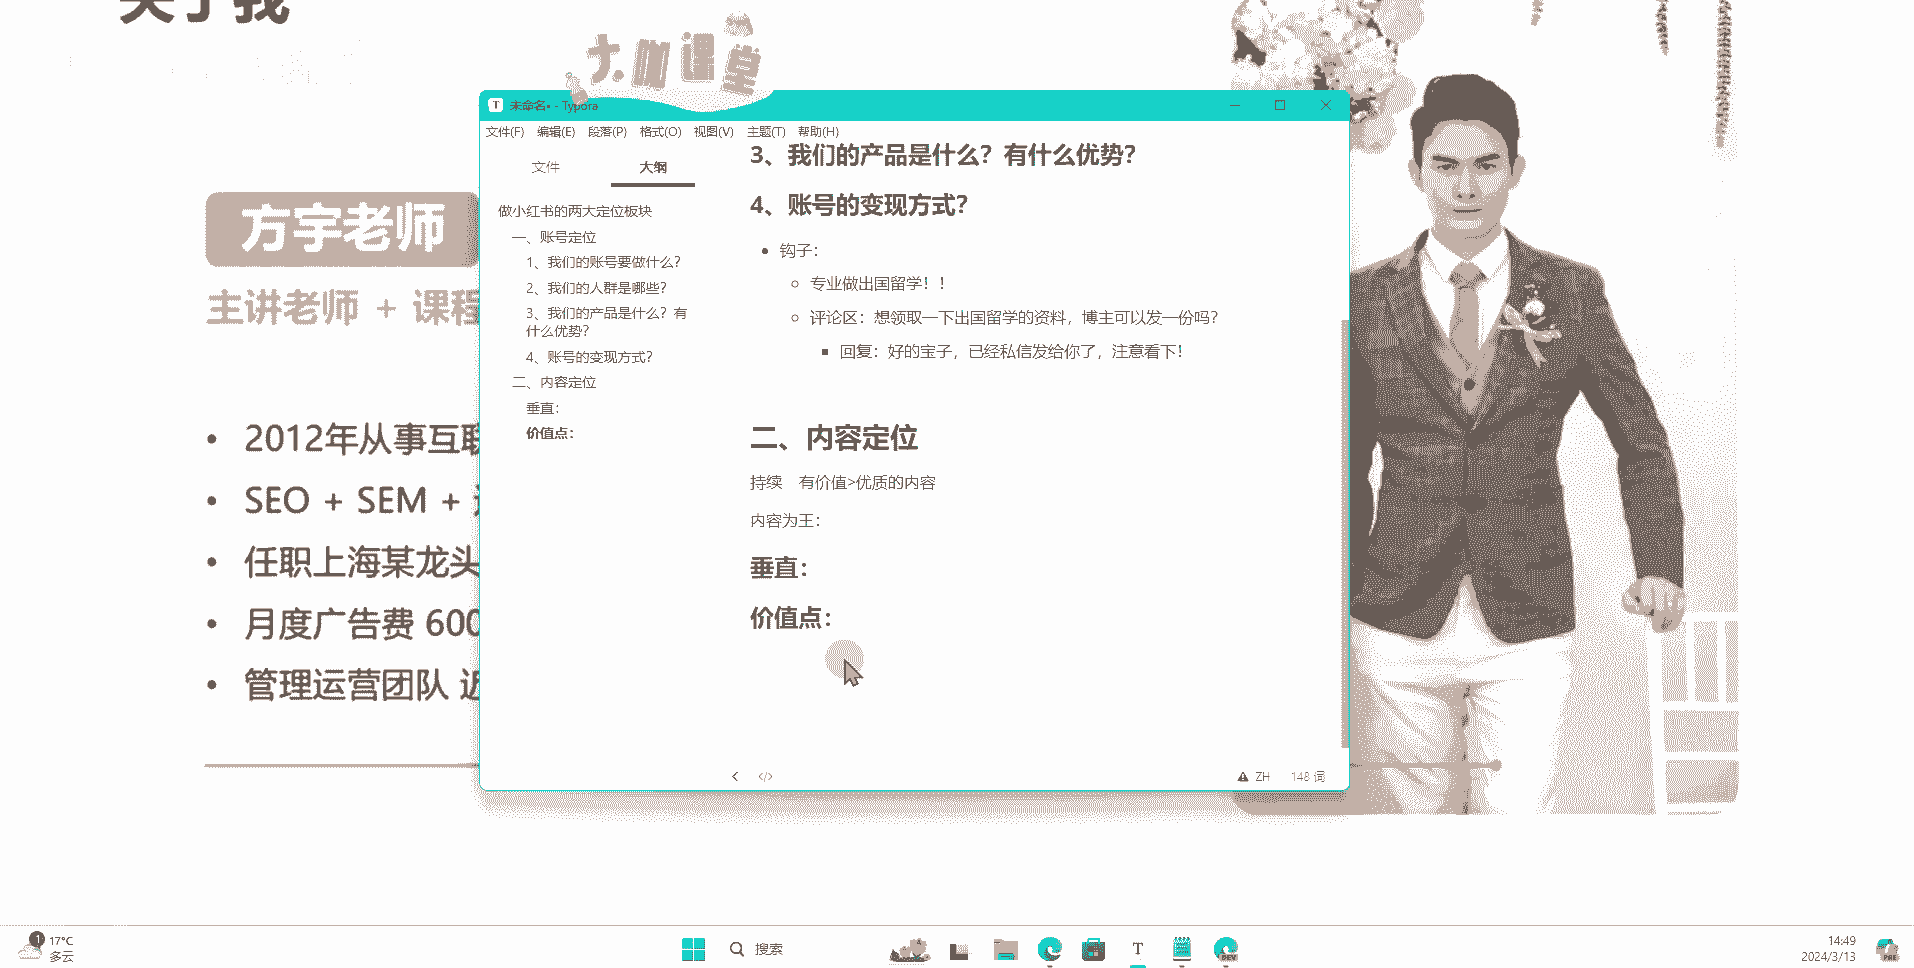 关于我
大咖课堂
未命名• - Typora
文件(F) 编辑(E) 段落(P) 格式(O) 视图(V) 主题(T) 帮助(H)
文件 大纲
做小红书的两大定位板块
一、账号定位
1、我们的账号要做什么？
2、我们的人群是哪些？
3、我们的产品是什么？有
什么优势？
4、账号的变现方式？
二、内容定位
垂直：
价值点：
3、我们的产品是什么？有什么优势？
4、账号的变现方式？
钩子：
专业做出国留学！！
评论区：想领取一下出国留学的资料，博主可以发一份吗？
回复：好的宝子，已经私信发给你了，注意看下！
二、内容定位
持续 有价值>优质的内容
内容为王：
垂直：
价值点：
ZH 148 词
方宇老师
主讲老师 + 课程
• 2012年从事互联
• SEO + SEM +
• 任职上海某龙头
• 月度广告费 600
• 管理运营团队 近
1
17°C
多云
搜索
T
DEV
14:49
2024/3/13
PRE